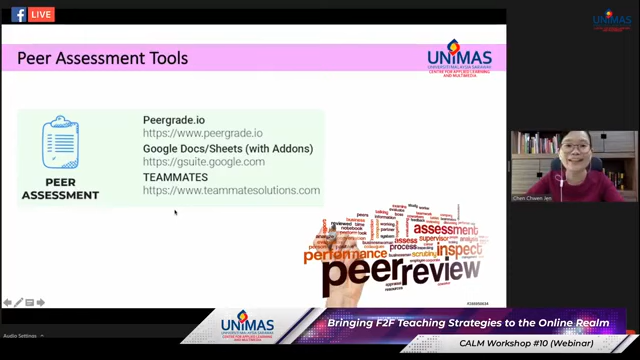 LIVE
UNIMAS
Peer Assessment Tools
UNIMAS
UNIVERSITI MALAYSIA SARAWAK
CENTRE FOR APPLIED LEARNING
AND MULTIMEDIA
Peergrade.io
https://www.peergrade.io
Google Docs/Sheets (with Addons)
https://gsuite.google.com
TEAMMATES
https://www.teammatesolutions.com
PEER
ASSESSMENT
assessment
supervisor
assess
process
inspect
scrutiny
performance
peerreview
Chen Chwen Jen
UNIMAS
Bringing F2F Teaching Strategies to the Online Realm
CALM Workshop #10 (Webinar)
Audio Settings